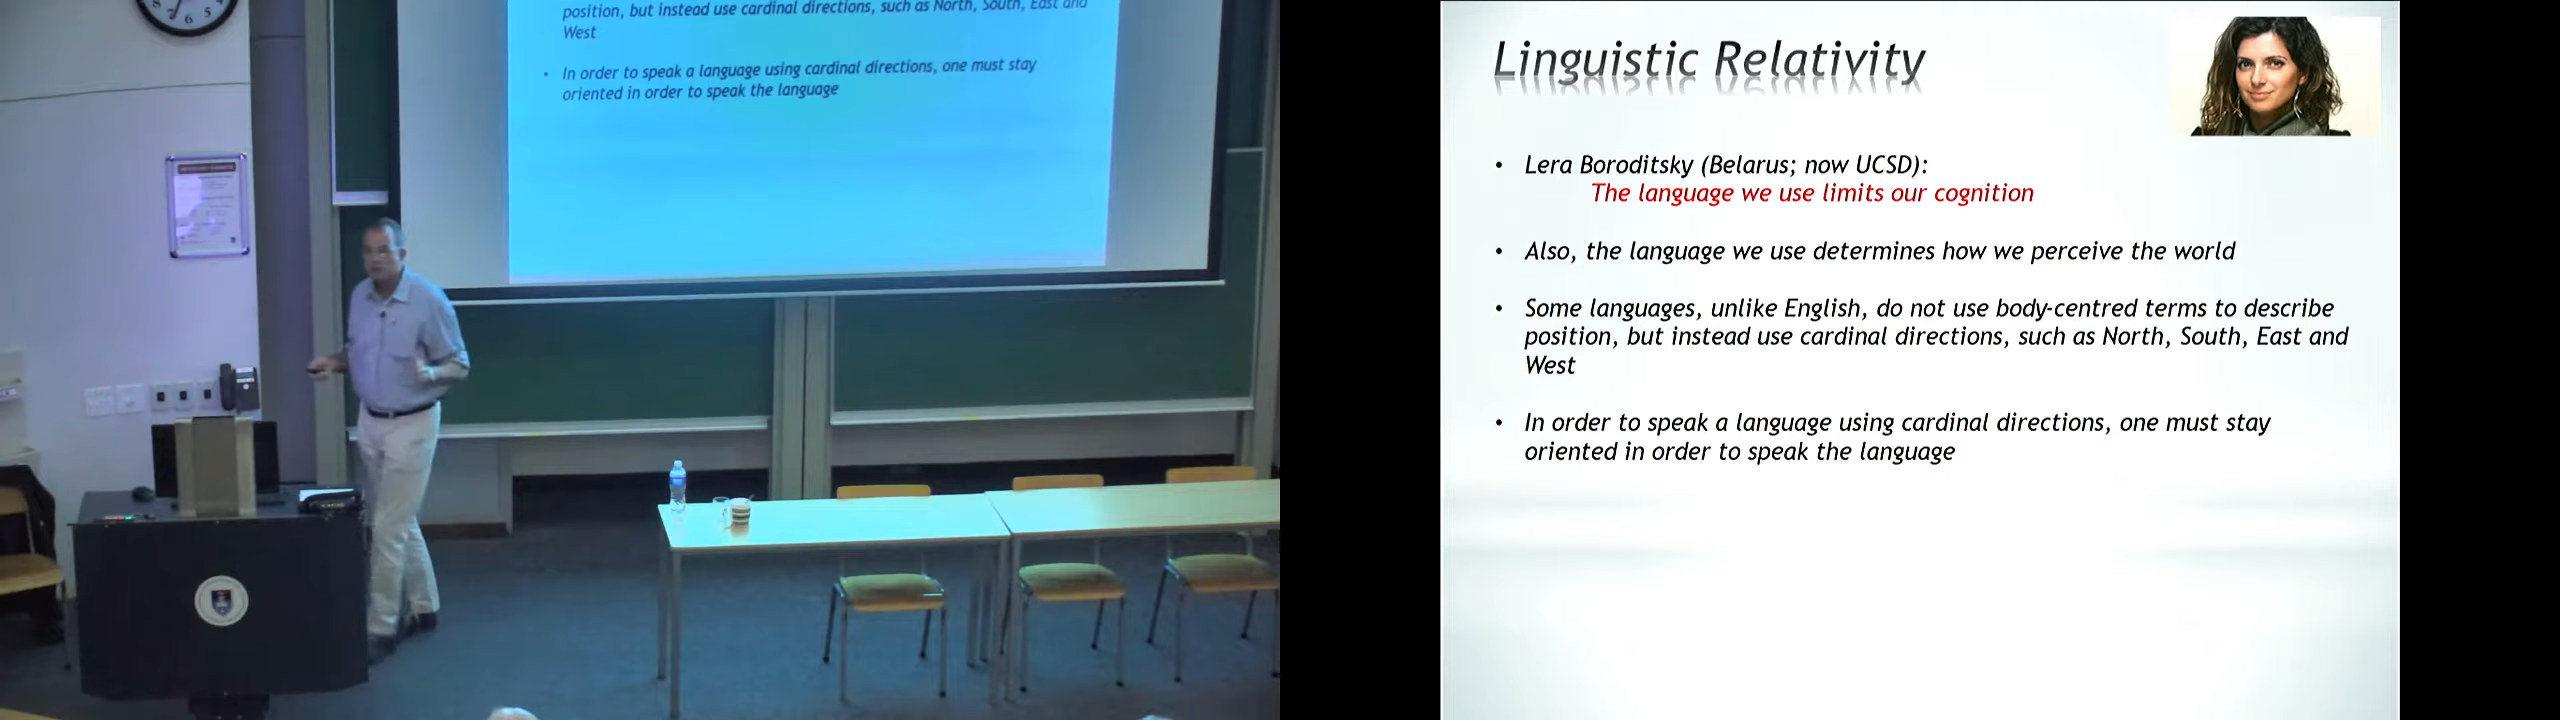 position, but instead use cardinal directions, such as North, South, East and
West
• In order to speak a language using cardinal directions, one must stay
oriented in order to speak the language
8 7 6 5
Linguistic Relativity
• Lera Boroditsky (Belarus; now UCSD):
The language we use limits our cognition
• Also, the language we use determines how we perceive the world
• Some languages, unlike English, do not use body-centred terms to describe
position, but instead use cardinal directions, such as North, South, East and
West
• In order to speak a language using cardinal directions, one must stay
oriented in order to speak the language